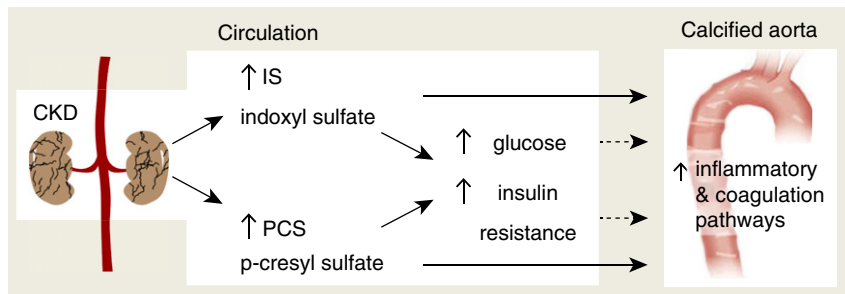 Circulation
Calcified aorta
CKD
↑ IS
indoxyl sulfate
↑ glucose
↑ insulin
resistance
↑ PCS
p-cresyl sulfate
↑ inflammatory
& coagulation
pathways